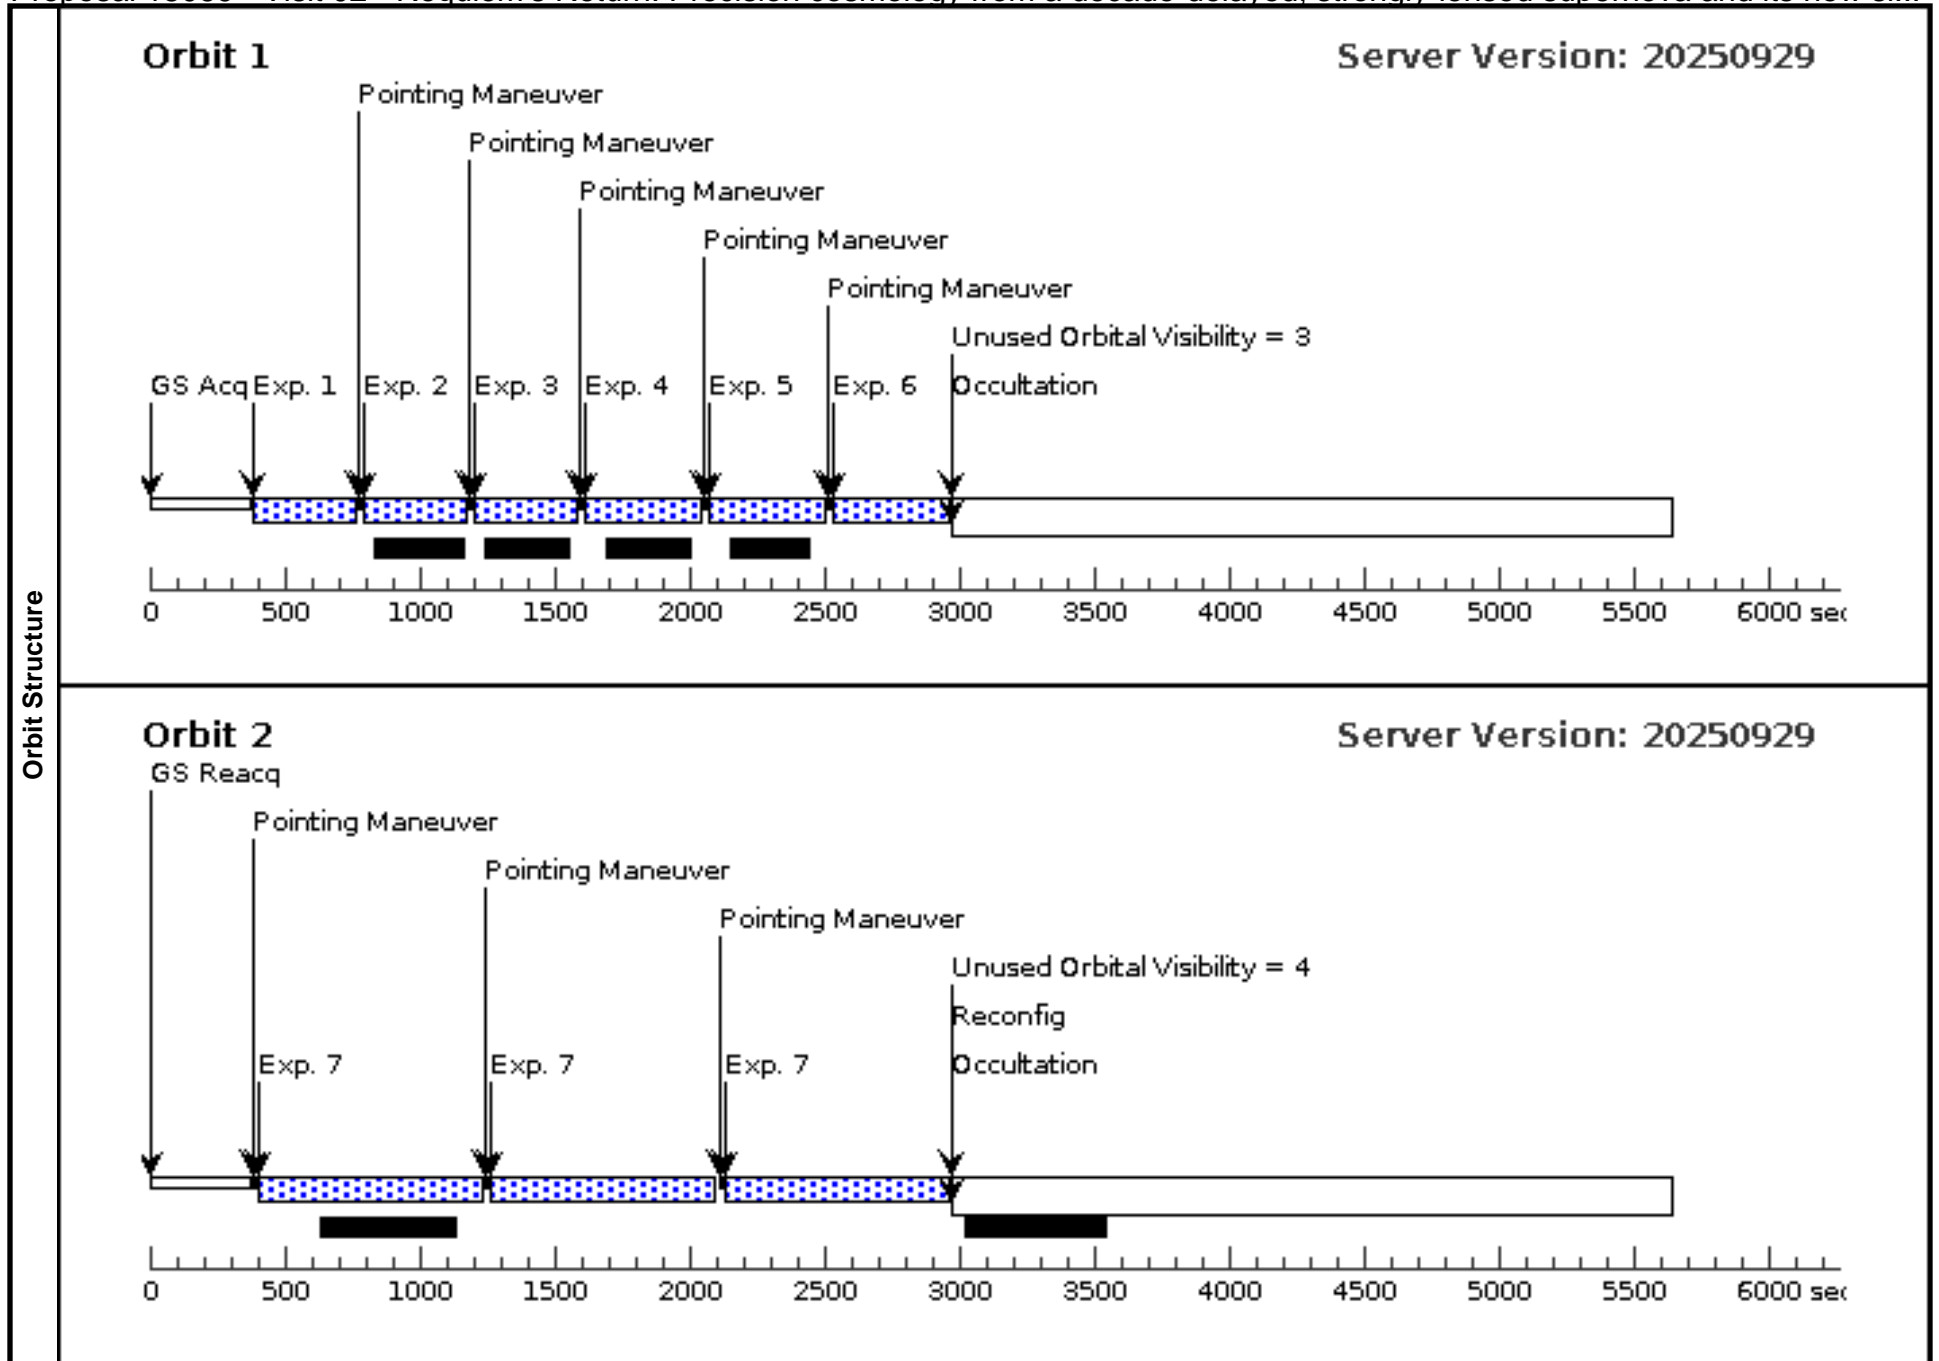 Orbit Structure
Orbit 1
Server Version: 20250929
Pointing Maneuver
Pointing Maneuver
Pointing Maneuver
Pointing Maneuver
Pointing Maneuver
Unused Orbital Visibility = 3
GS Acq Exp. 1 Exp. 2 Exp. 3 Exp. 4 Exp. 5 Exp. 6 Occultation
0 500 1000 1500 2000 2500 3000 3500 4000 4500 5000 5500 6000 sec
Orbit 2
Server Version: 20250929
GS Reacq
Pointing Maneuver
Pointing Maneuver
Pointing Maneuver
Unused Orbital Visibility = 4
Reconfig
Exp. 7 Exp. 7 Exp. 7 Occultation
0 500 1000 1500 2000 2500 3000 3500 4000 4500 5000 5500 6000 sec